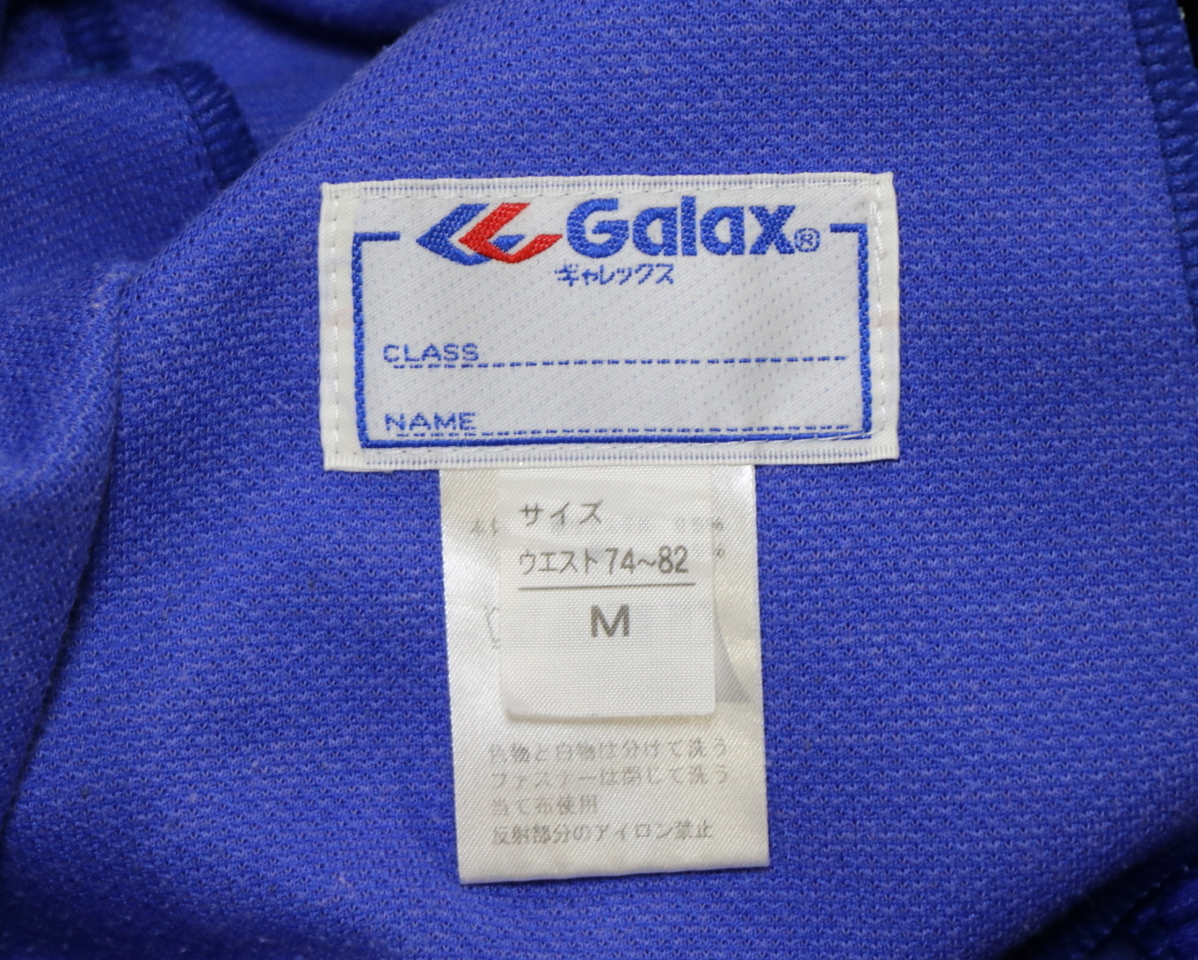 Galax®
ギャレックス
CLASS
NAME
サイズ
ウエスト 74~82
M
色物と白物は分けて洗う
ファスナーは閉じて洗う
当て布使用
反射部分のアイロン禁止